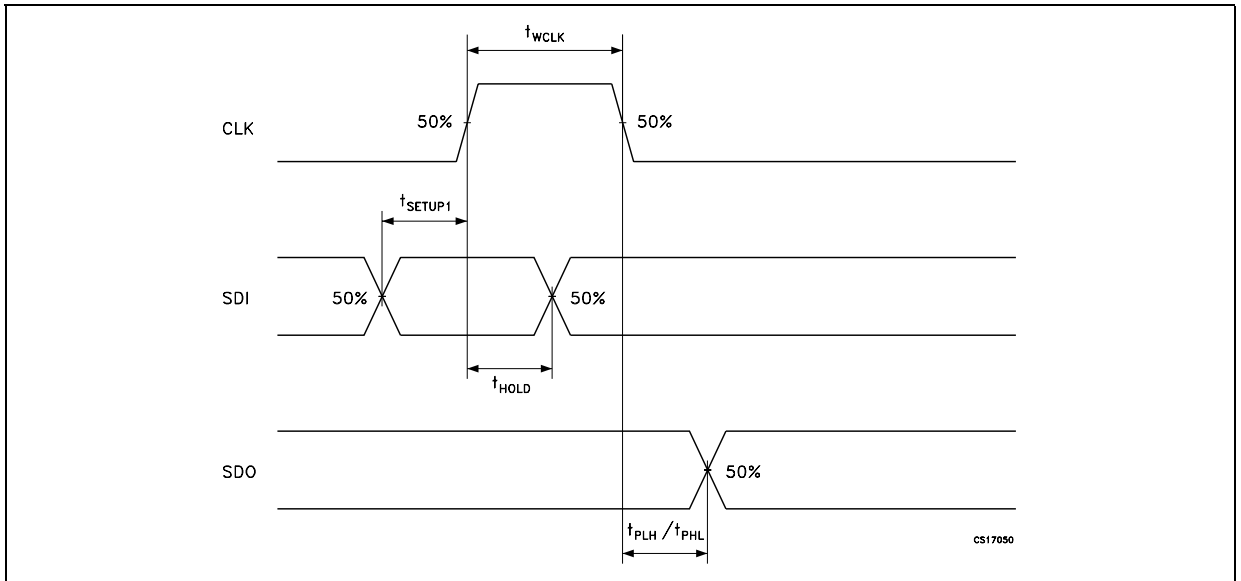 tWCLK
CLK
50%
50%
tSETUP1
SDI
50%
50%
tHOLD
SDO
50%
tPLH /tPHL
CS17050